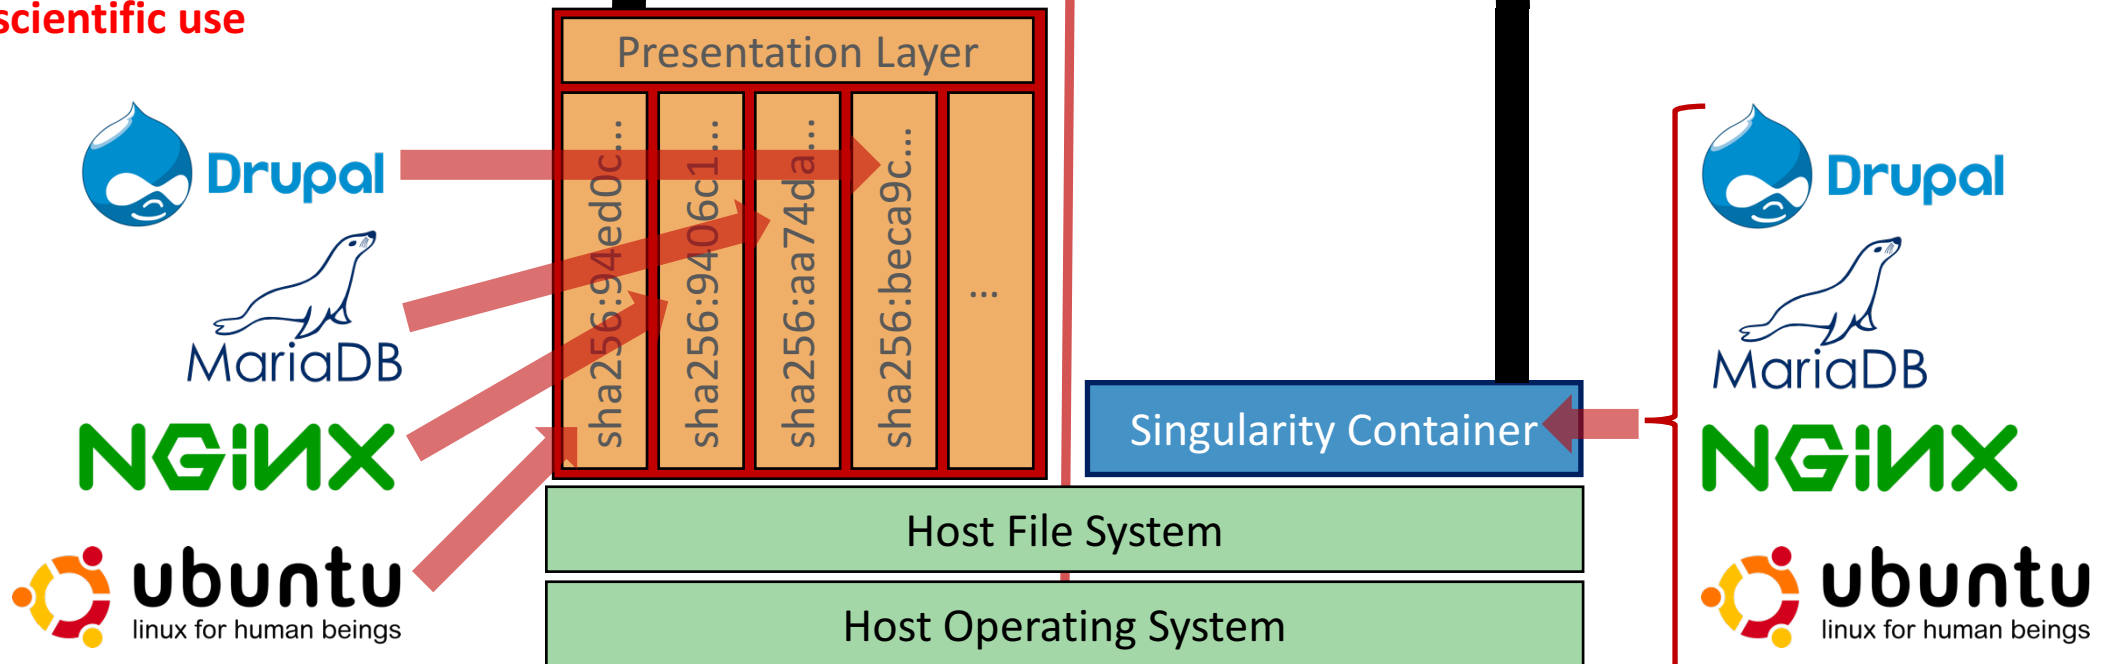 scientific use
Presentation Layer
sha256:94ed0c...
sha256:9406c1...
sha256:aa74da...
sha256:beca9c...
...
Drupal
MariaDB
NGiNX
ubuntu
linux for human beings
Singularity Container
Host File System
Host Operating System
Drupal
MariaDB
NGiNX
ubuntu
linux for human beings